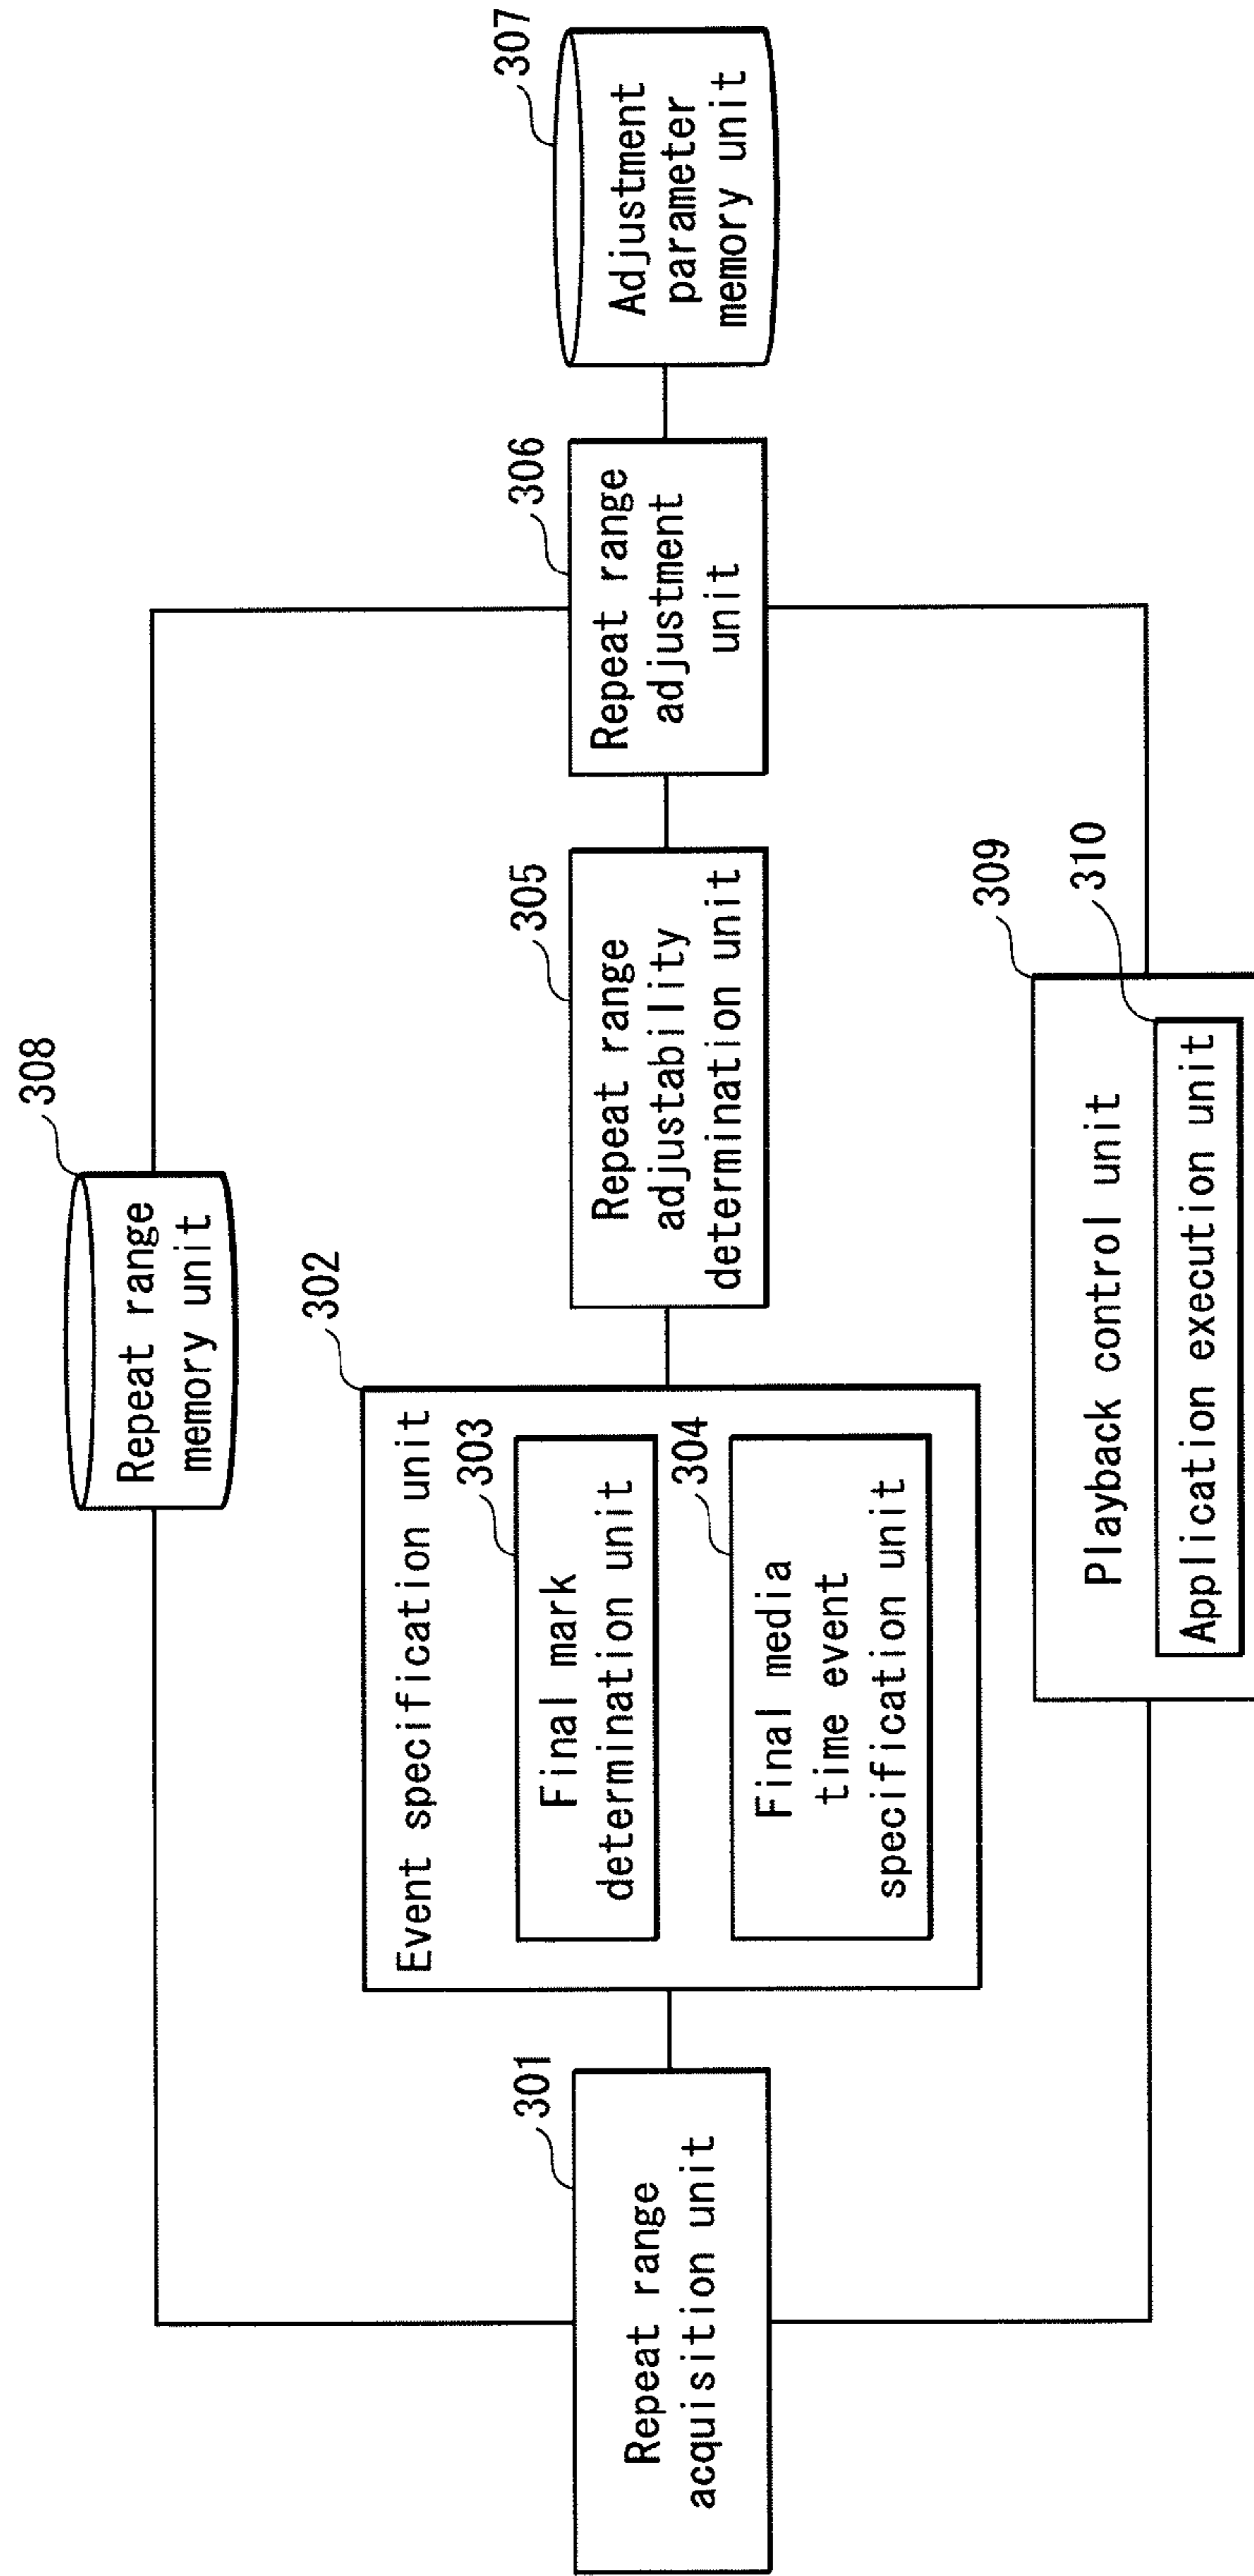 308
Repeat range
memory unit
301
Repeat range
acquisition unit
302
Event specification unit
303
Final mark
determination unit
304
Final media
time event
specification unit
305
Repeat range
adjustability
determination unit
306
Repeat range
adjustment
unit
307
Adjustment
parameter
memory unit
309
Playback control unit
310
Application execution unit